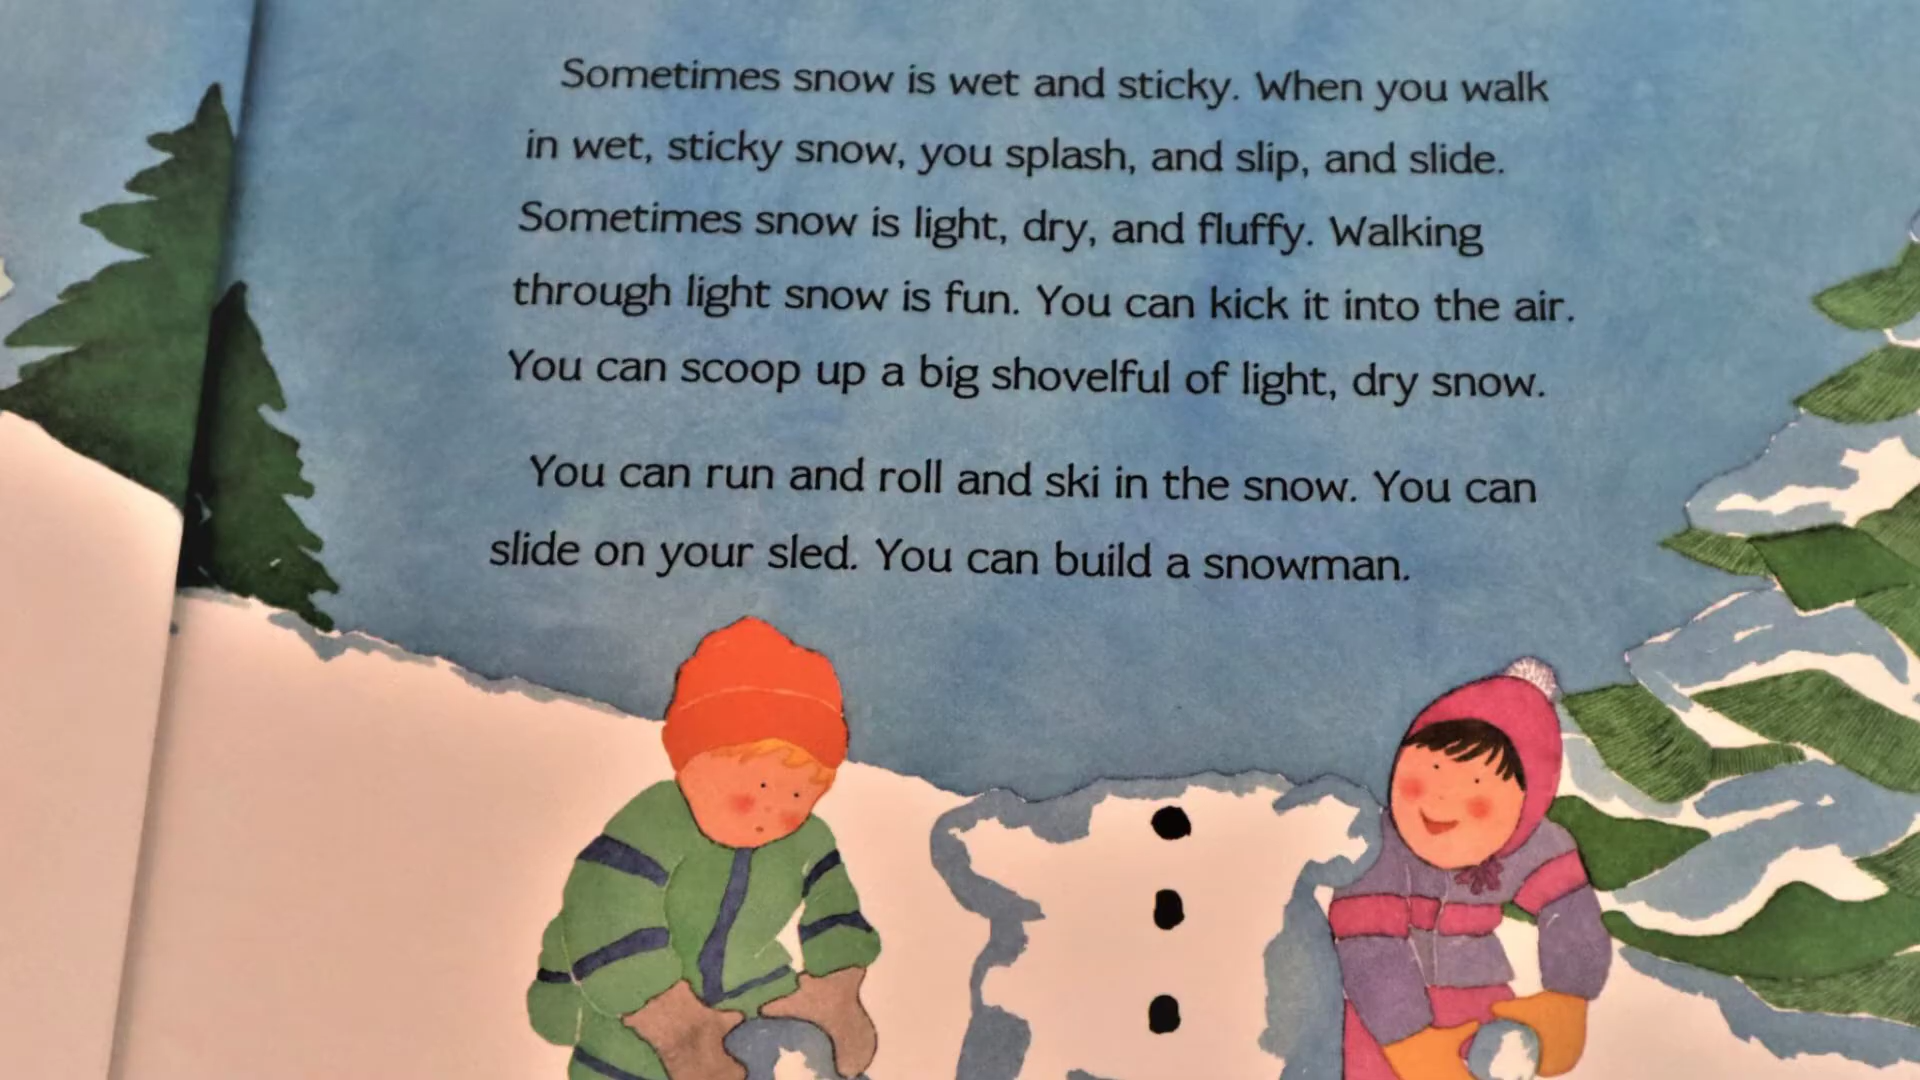 Sometimes snow is wet and sticky. When you walk
in wet, sticky snow, you splash, and slip, and slide.
Sometimes snow is light, dry, and fluffy. Walking
through light snow is fun. You can kick it into the air.
You can scoop up a big shovelful of light, dry snow.
You can run and roll and ski in the snow. You can
slide on your sled. You can build a snowman.